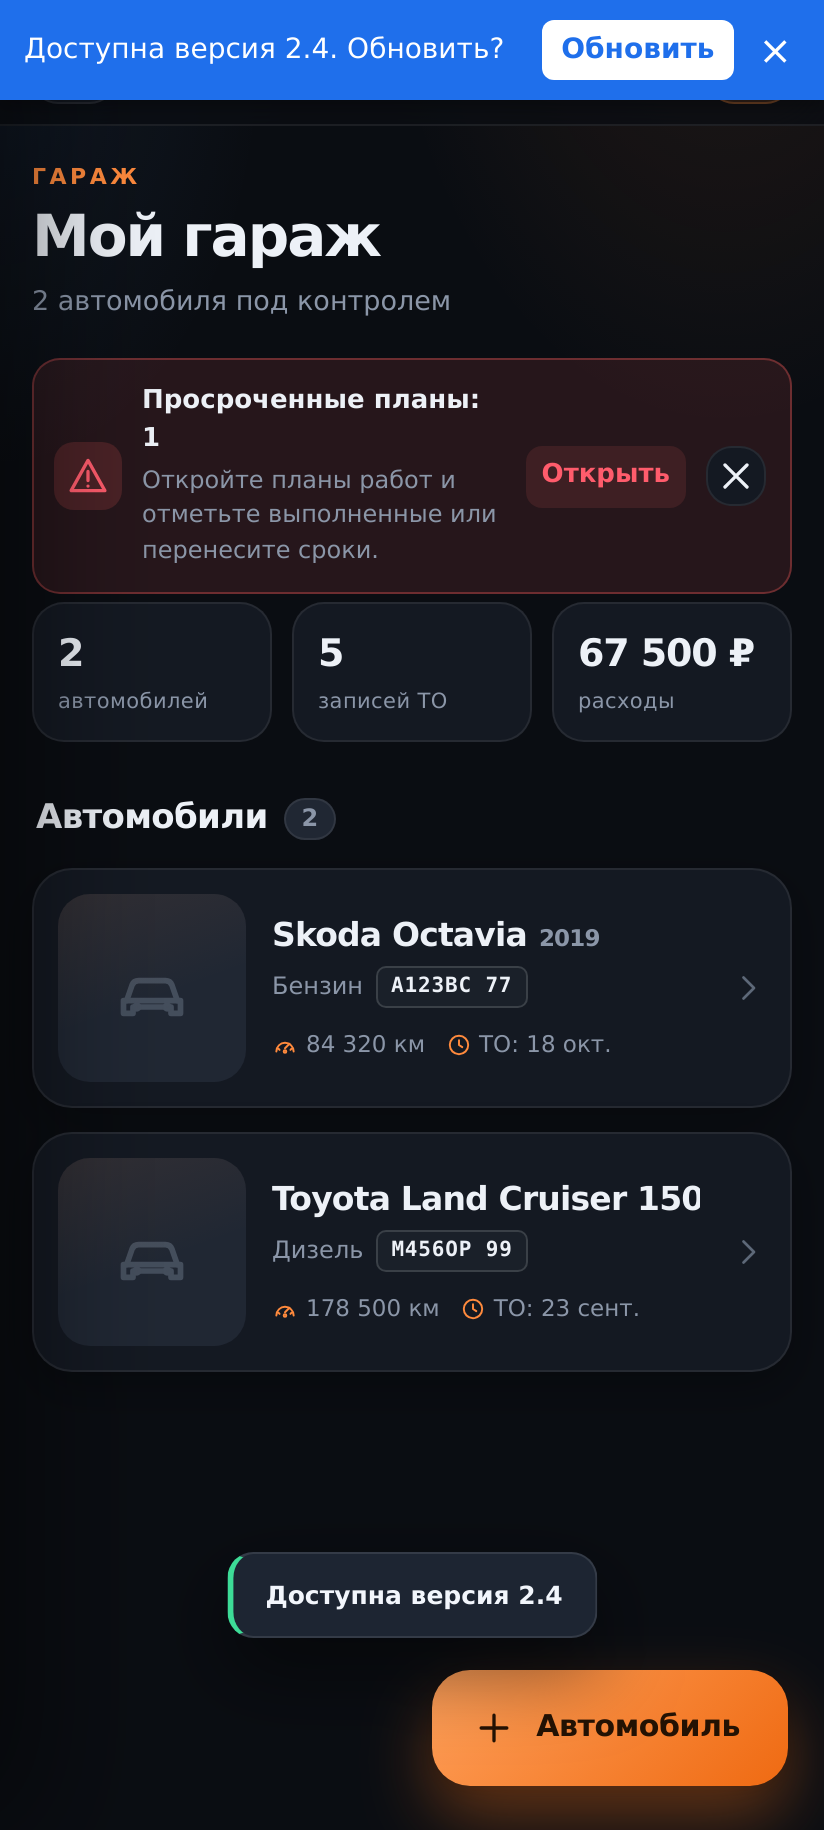 Доступна версия 2.4. Обновить?
Обновить
ГАРАЖ
Мой гараж
2 автомобиля под контролем
Просроченные планы:
1
Откройте планы работ и
отметьте выполненные или
перенесите сроки.
Открыть
2
автомобилей
5
записей ТО
67 500 ₽
расходы
Автомобили 2
Skoda Octavia 2019
Бензин А123ВС 77
84 320 км ТО: 18 окт.
Toyota Land Cruiser 150
Дизель М456ОР 99
178 500 км ТО: 23 сент.
Доступна версия 2.4
Автомобиль